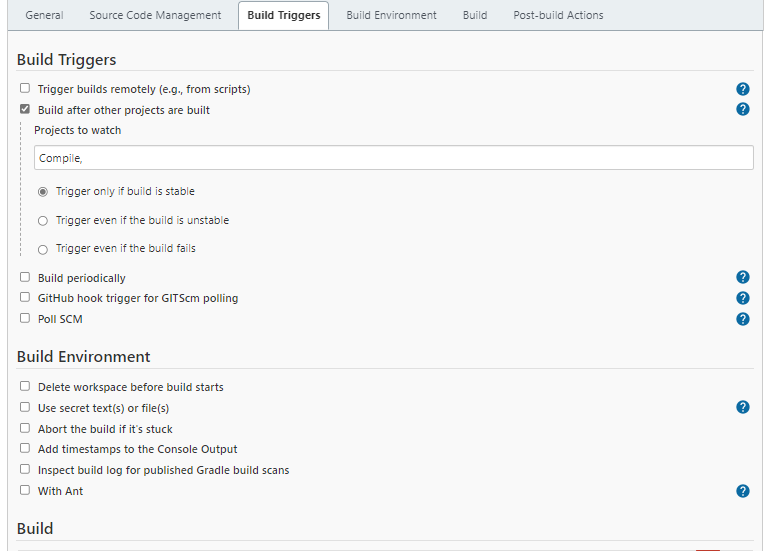 General Source Code Management Build Triggers Build Environment Build Post-build Actions
Build Triggers
Trigger builds remotely (e.g., from scripts) ?
Build after other projects are built ?
Projects to watch
Compile,
Trigger only if build is stable
Trigger even if the build is unstable
Trigger even if the build fails
Build periodically ?
GitHub hook trigger for GITScm polling ?
Poll SCM ?
Build Environment
Delete workspace before build starts
Use secret text(s) or file(s) ?
Abort the build if it's stuck
Add timestamps to the Console Output
Inspect build log for published Gradle build scans
With Ant ?
Build